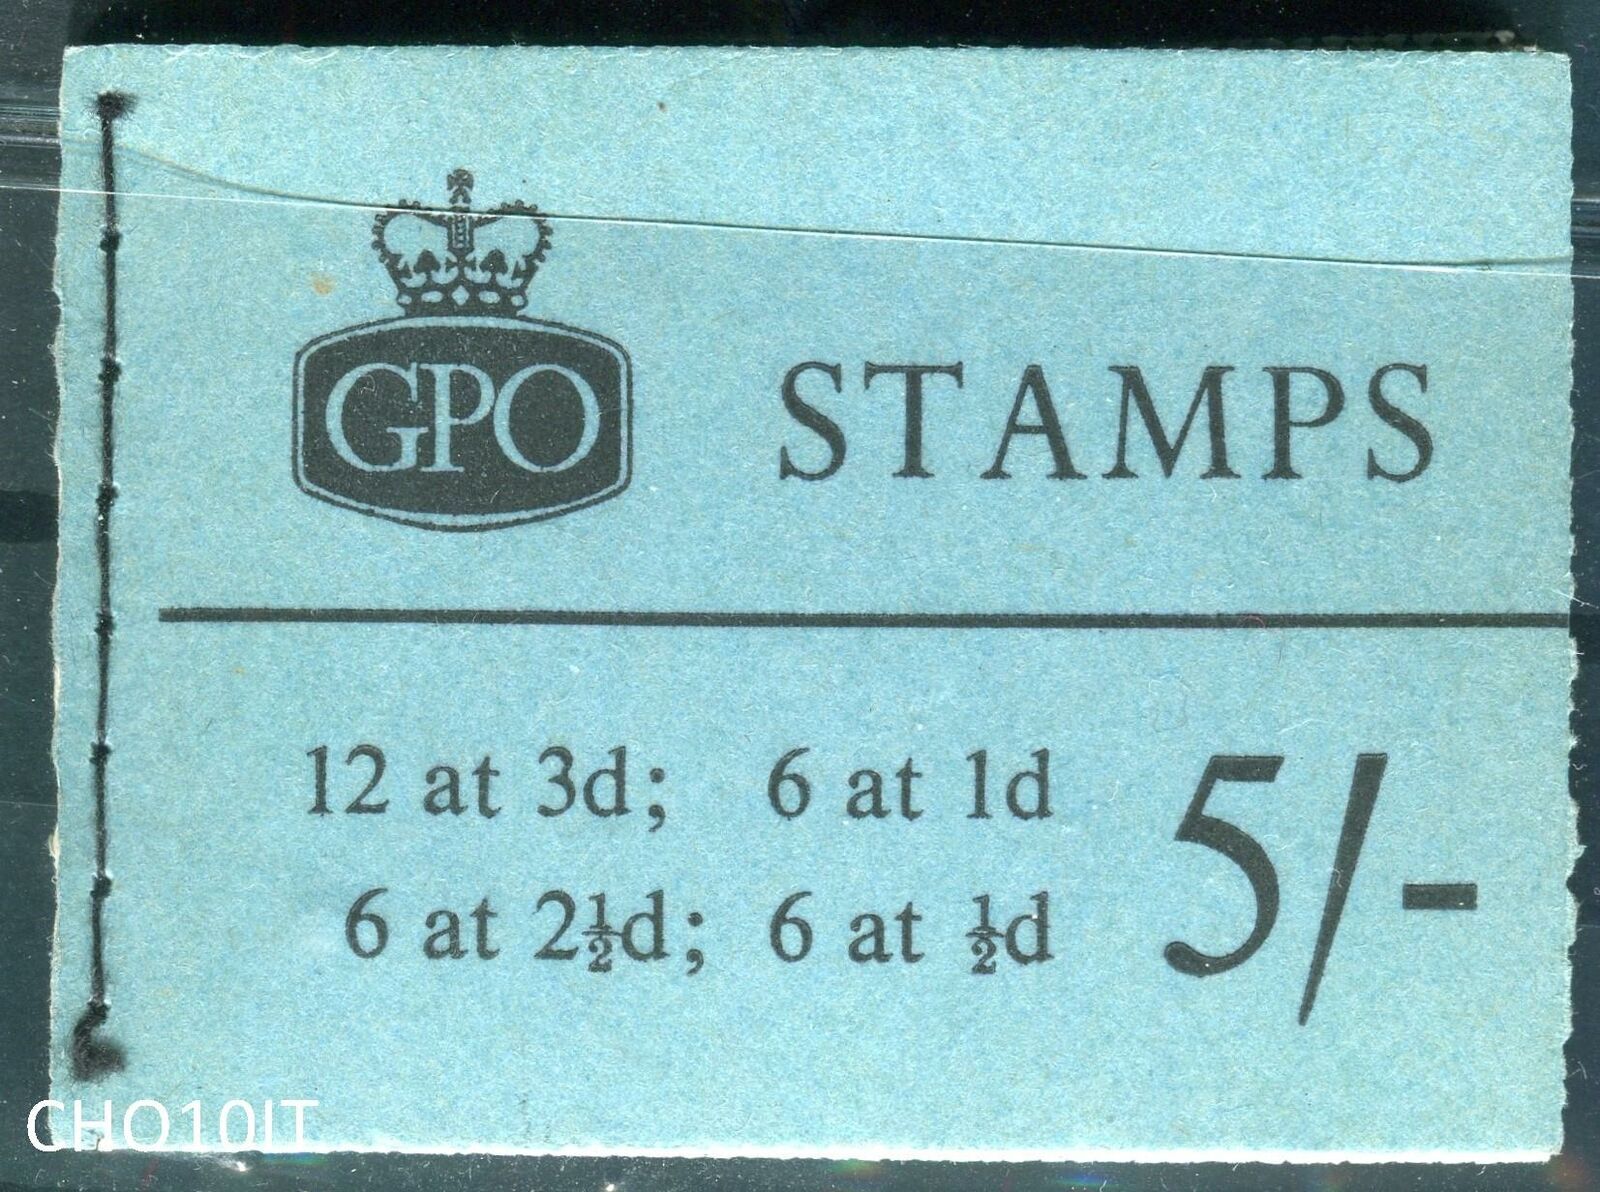 GPO STAMPS
12 at 3d; 6 at 1d
6 at 2½d; 6 at ½d
5/-
CHO10IT